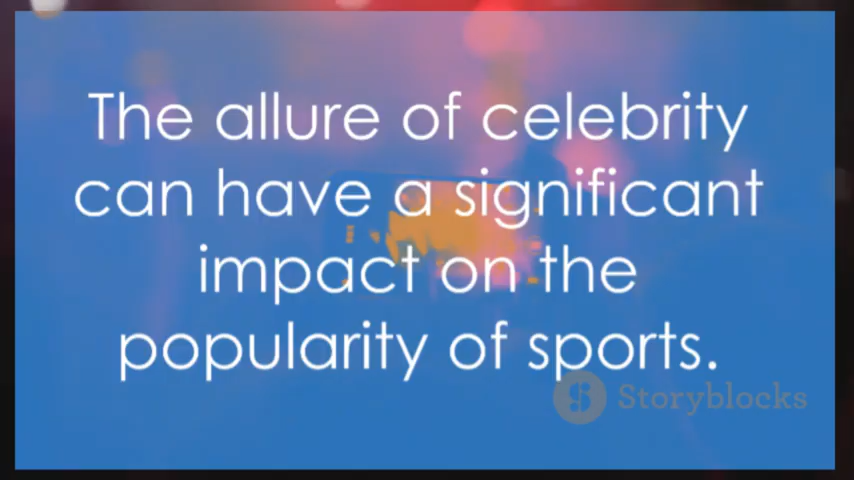 The allure of celebrity
can have a significant
impact on the
popularity of sports.
Storyblocks